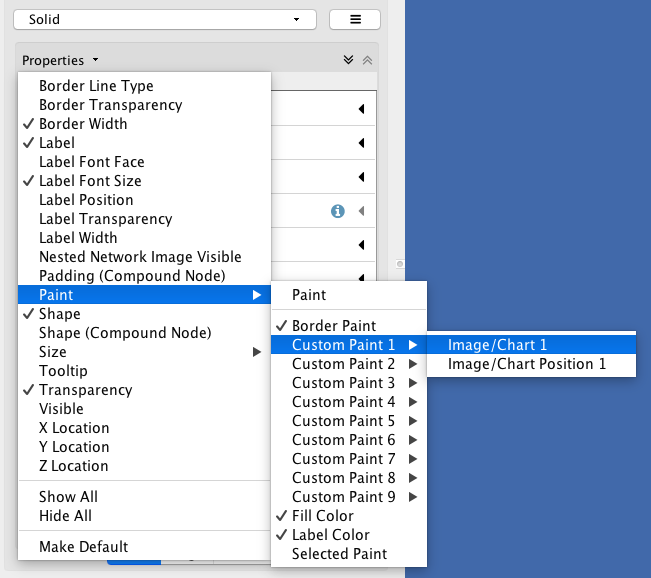 Solid
Properties
Border Line Type
Border Transparency
Border Width
Label
Label Font Face
Label Font Size
Label Position
Label Transparency
Label Width
Nested Network Image Visible
Padding (Compound Node)
Paint
Shape
Shape (Compound Node)
Size
Tooltip
Transparency
Visible
X Location
Y Location
Z Location
Show All
Hide All
Make Default
Paint
Border Paint
Custom Paint 1
Custom Paint 2
Custom Paint 3
Custom Paint 4
Custom Paint 5
Custom Paint 6
Custom Paint 7
Custom Paint 8
Custom Paint 9
Fill Color
Label Color
Selected Paint
Image/Chart 1
Image/Chart Position 1